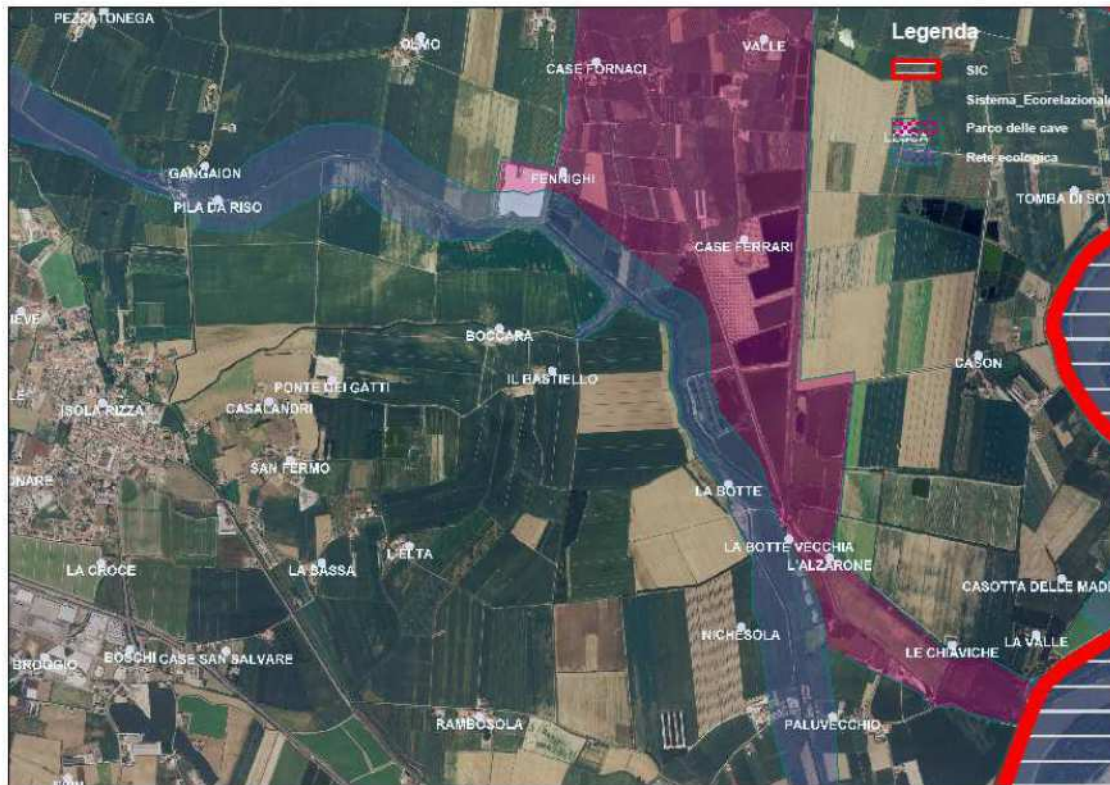 PEZZATONEGA
OLMO
VALLE
CASE FORNACI
Legenda
SIC
Sistema_Ecorelazionale
Parco delle cave
Rete ecologica
GANGAION
FENNIGHI
TOMBA DI SOT
PILA DA RISO
CASE FERRARI
IEVE
BOCCARA
CASON
IL BASTIELLO
PONTE DEI GATTI
ISOLA RIZZA
CASALANDRI
SAN FERMO
ONARE
LA BOTTE
LA BOTTE VECCHIA
L'ELTA
L'ALZARONE
LA CROCE
LA BASSA
CASOTTA DELLE MADE
NICHESOLA
LA VALLE
LE CHIAVICHE
BROGGIO
BOSCHI
CASE SAN SALVARE
RAMBOSOLA
PALUVECCHIO